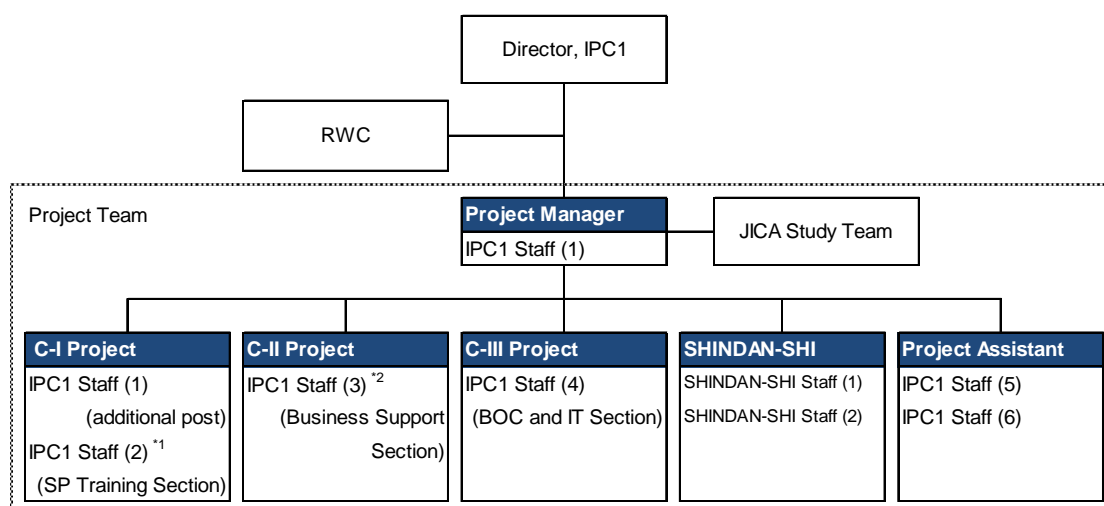 Director, IPC1
RWC
Project Team
Project Manager
IPC1 Staff (1)
JICA Study Team
C-I Project
IPC1 Staff (1)
(additional post)
IPC1 Staff (2) *1
(SP Training Section)
C-II Project
IPC1 Staff (3) *2
(Business Support
Section)
C-III Project
IPC1 Staff (4)
(BOC and IT Section)
SHINDAN-SHI
SHINDAN-SHI Staff (1)
SHINDAN-SHI Staff (2)
Project Assistant
IPC1 Staff (5)
IPC1 Staff (6)